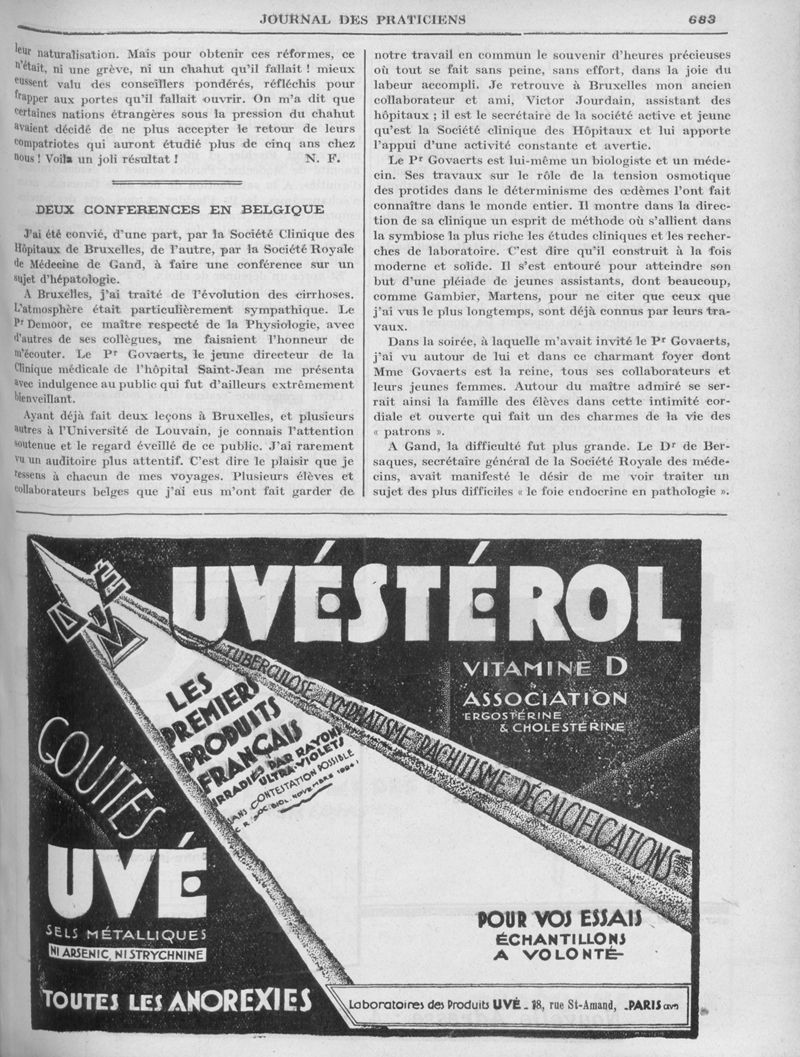 JOURNAL DES PRATICIENS
683
leur naturalisation. Mais pour obtenir ces réformes, ce
n'était, ni une grève, ni un chahut qu'il fallait ! mieux
eussent valu des conseillers pondérés, réfléchis pour
frapper aux portes qu'il fallait ouvrir. On m'a dit que
certaines nations étrangères sous la pression du chahut
avaient décidé de ne plus accepter le retour de leurs
compatriotes qui auront étudié plus de cinq ans chez
nous ! Voilà un joli résultat ! N. F.
DEUX CONFERENCES EN BELGIQUE
J'ai été convié, d'une part, par la Société Clinique des
Hôpitaux de Bruxelles, de l'autre, par la Société Royale
de Médecine de Gand, à faire une conférence sur un
sujet d'hépatologie.
A Bruxelles, j'ai traité de l'évolution des cirrhoses.
L'atmosphère était particulièrement sympathique. Le
Pr Demoor, ce maître respecté de la Physiologie, avec
d'autres de ses collègues, me faisaient l'honneur de
m'écouter. Le Pr Govaerts, le jeune directeur de la
Clinique médicale de l'hôpital Saint-Jean me présenta
avec indulgence au public qui fut d'ailleurs extrêmement
bienveillant.
Ayant déjà fait deux leçons à Bruxelles, et plusieurs
autres à l'Université de Louvain, je connais l'attention
soutenue et le regard éveillé de ce public. J'ai rarement
vu un auditoire plus attentif. C'est dire le plaisir que je
ressens à chacun de mes voyages. Plusieurs élèves et
collaborateurs belges que j'ai eus m'ont fait garder de
notre travail en commun le souvenir d'heures précieuses
où tout se fait sans peine, sans effort, dans la joie du
labeur accompli. Je retrouve à Bruxelles mon ancien
collaborateur et ami, Victor Jourdain, assistant des
hôpitaux ; il est le secrétaire de la société active et jeune
qu'est la Société clinique des Hôpitaux et lui apporte
l'appui d'une activité constante et avertie.
Le Pr Govaerts est lui-même un biologiste et un méde-
cin. Ses travaux sur le rôle de la tension osmotique
des protides dans le déterminisme des œdèmes l'ont fait
connaître dans le monde entier. Il montre dans la direc-
tion de sa clinique un esprit de méthode où s'allient dans
la symbiose la plus riche les études cliniques et les recher-
ches de laboratoire. C'est dire qu'il construit à la fois
moderne et solide. Il s'est entouré pour atteindre son
but d'une pléiade de jeunes assistants, dont beaucoup,
comme Gambier, Martens, pour ne citer que ceux que
j'ai vus le plus longtemps, sont déjà connus par leurs tra-
vaux.
Dans la soirée, à laquelle m'avait invité le Pr Govaerts,
j'ai vu autour de lui et dans ce charmant foyer dont
Mme Govaerts est la reine, tous ses collaborateurs et
leurs jeunes femmes. Autour du maître admiré se ser-
rait ainsi la famille des élèves dans cette intimité cor-
diale et ouverte qui fait un des charmes de la vie des
« patrons ».
A Gand, la difficulté fut plus grande. Le Dr de Ber-
saques, secrétaire général de la Société Royale des méde-
cins, avait manifesté le désir de me voir traiter un
sujet des plus difficiles « le foie endocrine en pathologie ».
UVÉ
UVÉSTÉROL
VITAMINE D
ASSOCIATION
ERGOSTÉRINE
& CHOLESTÉRINE
TUBERCULOSE LYMPHATISME RACHITISME DÉCALCIFICATIONS
LES
PREMIERS
PRODUITS
FRANÇAIS
IRRADIÉS PAR RAYONS
ULTRA-VIOLETS
SANS CONTESTATION POSSIBLE
GOUTTES
UVÉ
SELS MÉTALLIQUES
NI ARSENIC, NI STRYCHNINE
TOUTES LES ANOREXIES
POUR VOS ESSAIS
ÉCHANTILLONS
A VOLONTÉ
Laboratoires des Produits UVÉ - 18, rue St-Amand, - PARIS (XVe)